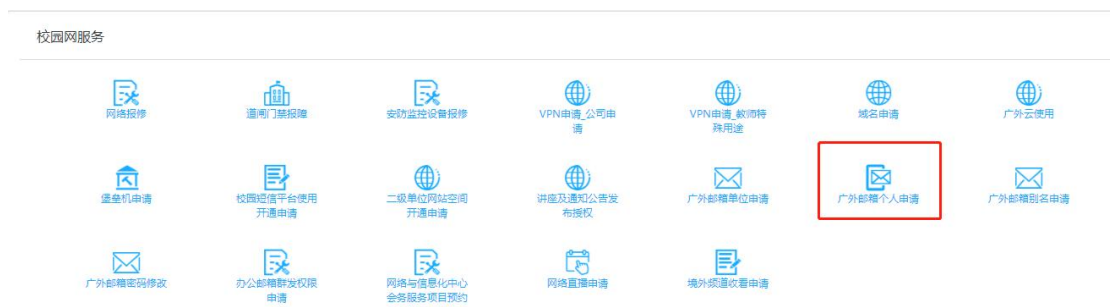 校园网服务
网络报修
道闸门禁报障
安防监控设备报修
VPN申请_公司申
请
VPN申请_教师特
殊用途
域名申请
广外云使用
堡垒机申请
校园短信平台使用
开通申请
二级单位网站空间
开通申请
讲座及通知公告发
布授权
广外邮箱单位申请
广外邮箱个人申请
广外邮箱别名申请
广外邮箱密码修改
办公邮箱群发权限
申请
网络与信息化中心
会务服务项目预约
网络直播申请
境外频道收看申请